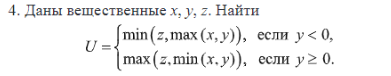 4. Даны вещественные x, y, z. Найти
U = { min(z, max(x, y)), если y < 0,
max(z, min(x, y)), если y ≥ 0.